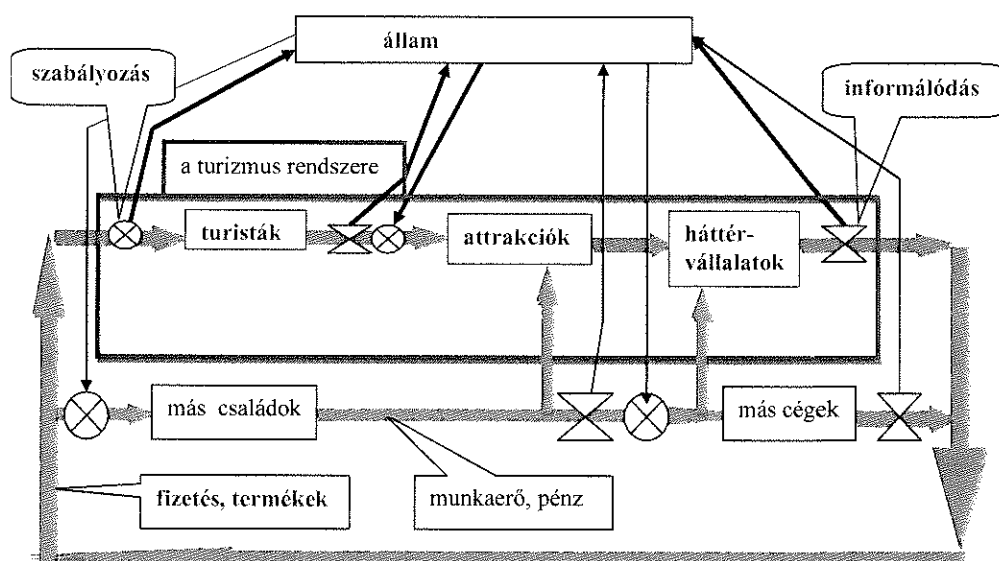 állam
szabályozás
informálódás
a turizmus rendszere
turisták
attrakciók
háttér-
vállalatok
más családok
más cégek
fizetés, termékek
munkaerő, pénz